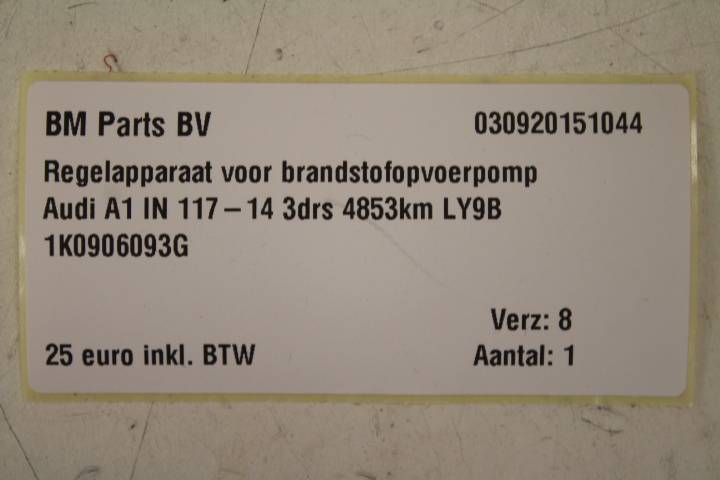 BM Parts BV 030920151044
Regelapparaat voor brandstofopvoerpomp
Audi A1 IN 117-14 3drs 4853km LY9B
1K0906093G
Verz: 8
25 euro inkl. BTW Aantal: 1